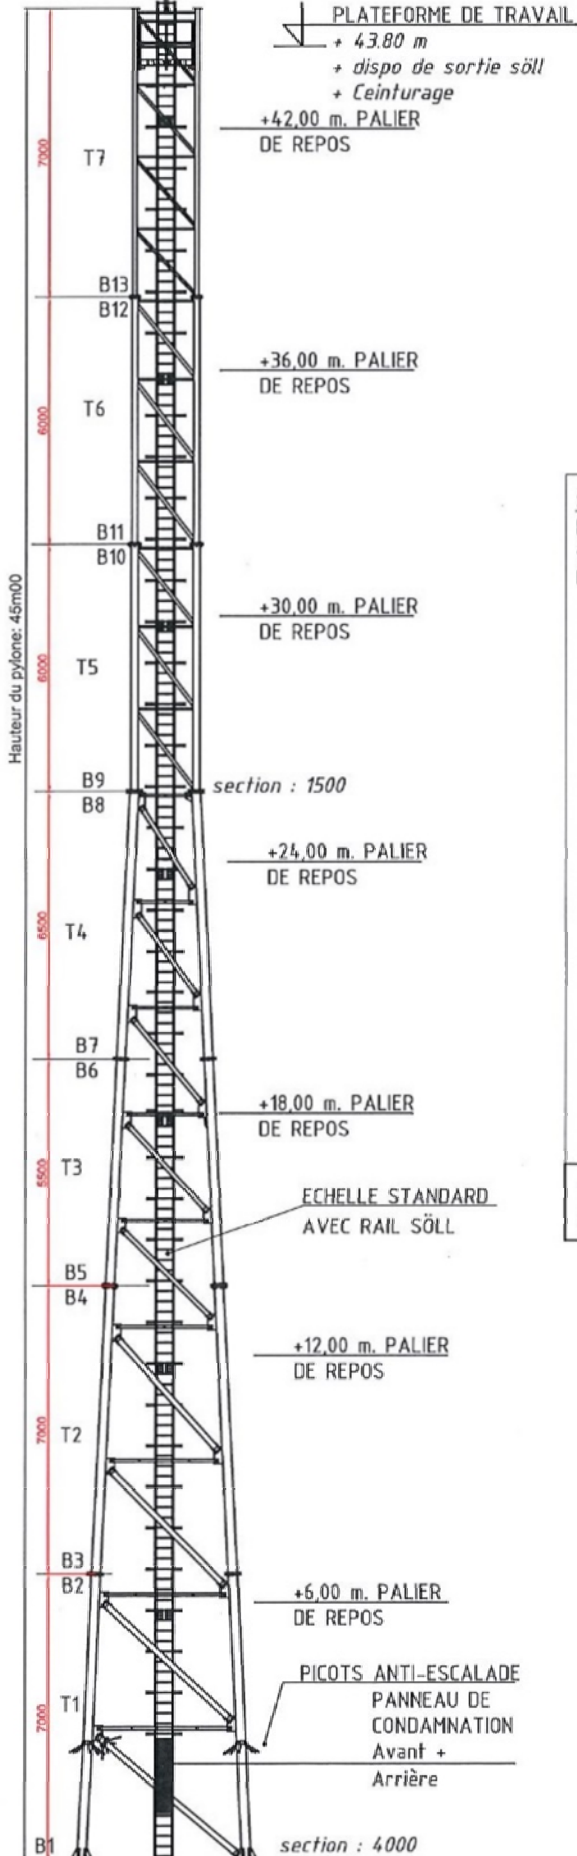 PLATEFORME DE TRAVAIL
+ 43.80 m
+ dispo de sortie söll
+ Ceinturage
+42,00 m. PALIER
DE REPOS
7000
T7
B13
B12
+36,00 m. PALIER
DE REPOS
6000
T6
B11
B10
+30,00 m. PALIER
DE REPOS
Hauteur du pylone: 45m00
6000
T5
B9
section : 1500
B8
+24,00 m. PALIER
DE REPOS
6500
T4
B7
B6
+18,00 m. PALIER
DE REPOS
5500
T3
ECHELLE STANDARD
AVEC RAIL SÖLL
B5
B4
+12,00 m. PALIER
DE REPOS
7000
T2
B3
B2
+6,00 m. PALIER
DE REPOS
PICOTS ANTI-ESCALADE
PANNEAU DE
CONDAMNATION
Avant +
Arrière
7000
T1
B1
section : 4000